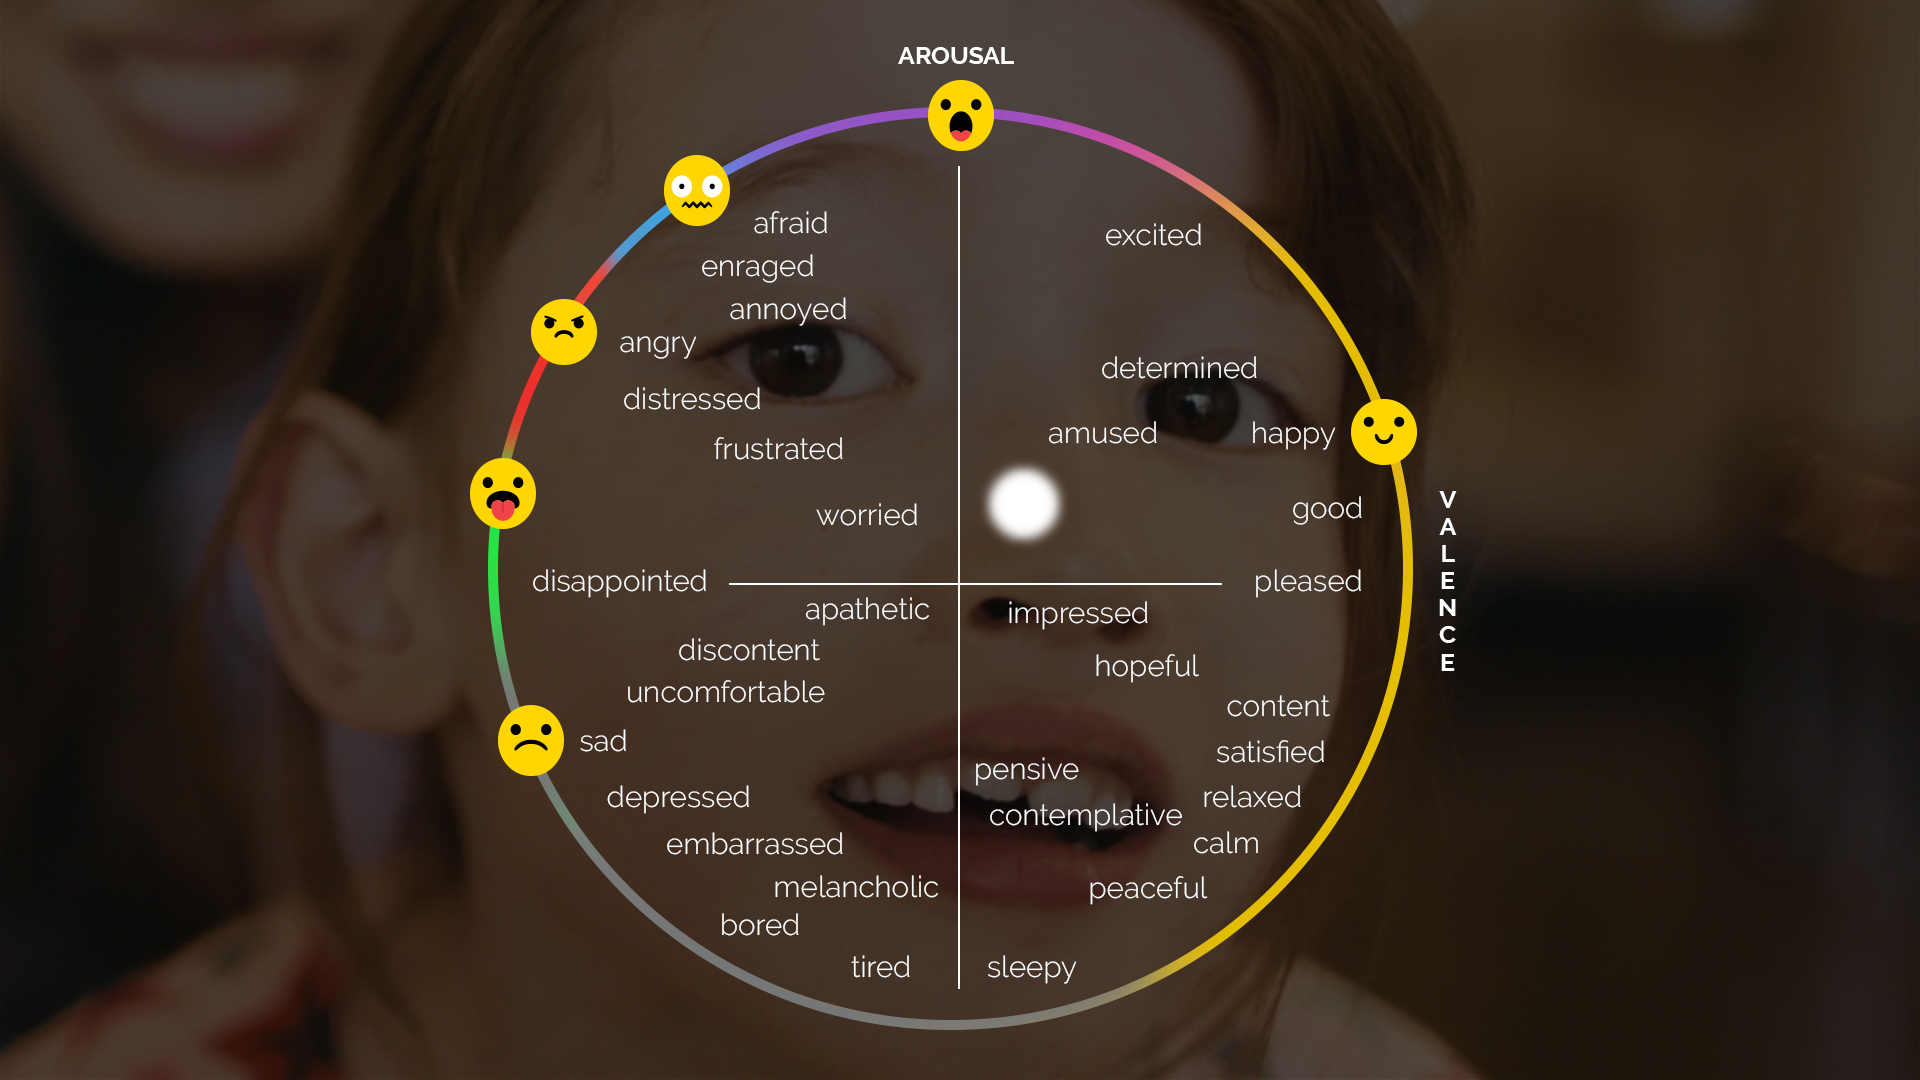 AROUSAL
afraid
excited
enraged
annoyed
angry
determined
distressed
amused
happy
frustrated
VALENCE
good
worried
disappointed
pleased
apathetic
impressed
discontent
hopeful
uncomfortable
content
sad
satisfied
pensive
depressed
relaxed
contemplative
embarrassed
calm
melancholic
peaceful
bored
tired
sleepy